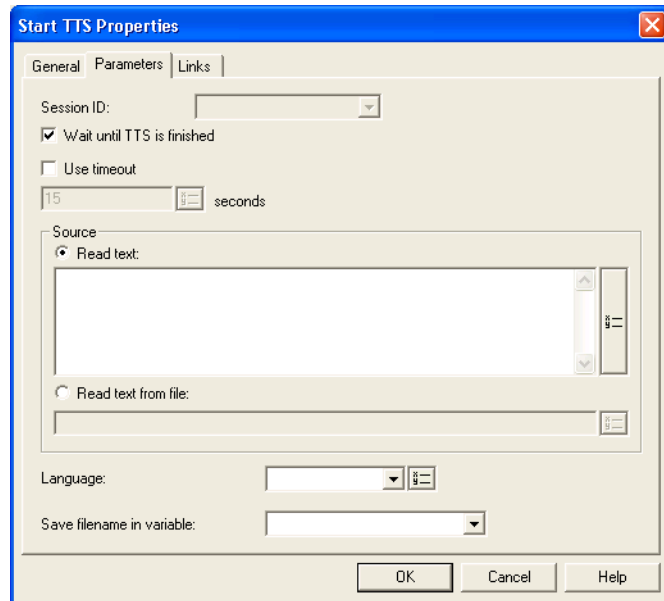 Start TTS Properties
General Parameters Links
Session ID:
Wait until TTS is finished
Use timeout
15 seconds
Source
Read text:
Read text from file:
Language:
Save filename in variable:
OK Cancel Help